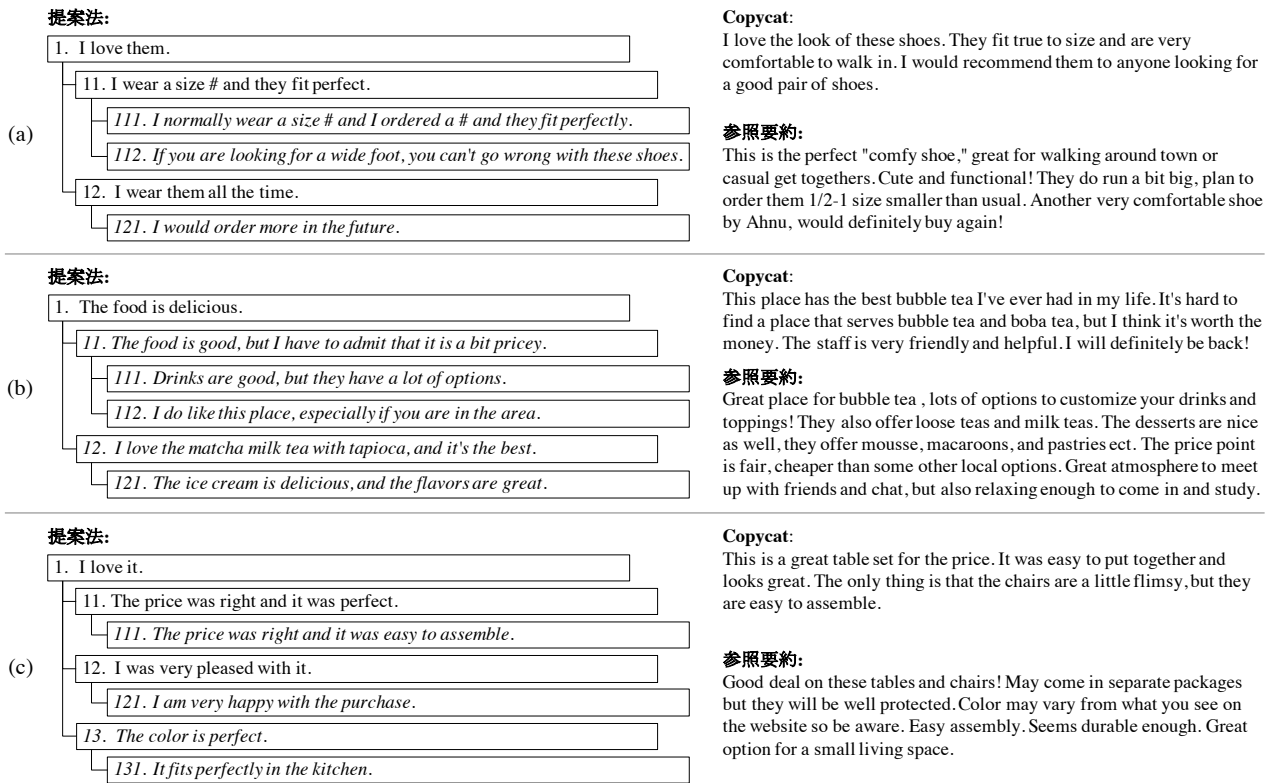 (a)
提案法:
1. I love them.
11. I wear a size # and they fit perfect.
111. I normally wear a size # and I ordered a # and they fit perfectly.
112. If you are looking for a wide foot, you can't go wrong with these shoes.
12. I wear them all the time.
121. I would order more in the future.
Copycat:
I love the look of these shoes. They fit true to size and are very
comfortable to walk in. I would recommend them to anyone looking for
a good pair of shoes.
参照要約:
This is the perfect "comfy shoe," great for walking around town or
casual get togethers. Cute and functional! They do run a bit big, plan to
order them 1/2-1 size smaller than usual. Another very comfortable shoe
by Ahnu, would definitely buy again!
(b)
提案法:
1. The food is delicious.
11. The food is good, but I have to admit that it is a bit pricey.
111. Drinks are good, but they have a lot of options.
112. I do like this place, especially if you are in the area.
12. I love the matcha milk tea with tapioca, and it's the best.
121. The ice cream is delicious, and the flavors are great.
Copycat:
This place has the best bubble tea I've ever had in my life. It's hard to
find a place that serves bubble tea and boba tea, but I think it's worth the
money. The staff is very friendly and helpful. I will definitely be back!
参照要約:
Great place for bubble tea , lots of options to customize your drinks and
toppings! They also offer loose teas and milk teas. The desserts are nice
as well, they offer mousse, macaroons, and pastries ect. The price point
is fair, cheaper than some other local options. Great atmosphere to meet
up with friends and chat, but also relaxing enough to come in and study.
(c)
提案法:
1. I love it.
11. The price was right and it was perfect.
111. The price was right and it was easy to assemble.
12. I was very pleased with it.
121. I am very happy with the purchase.
13. The color is perfect.
131. It fits perfectly in the kitchen.
Copycat:
This is a great table set for the price. It was easy to put together and
looks great. The only thing is that the chairs are a little flimsy, but they
are easy to assemble.
参照要約:
Good deal on these tables and chairs! May come in separate packages
but they will be well protected. Color may vary from what you see on
the website so be aware. Easy assembly. Seems durable enough. Great
option for a small living space.